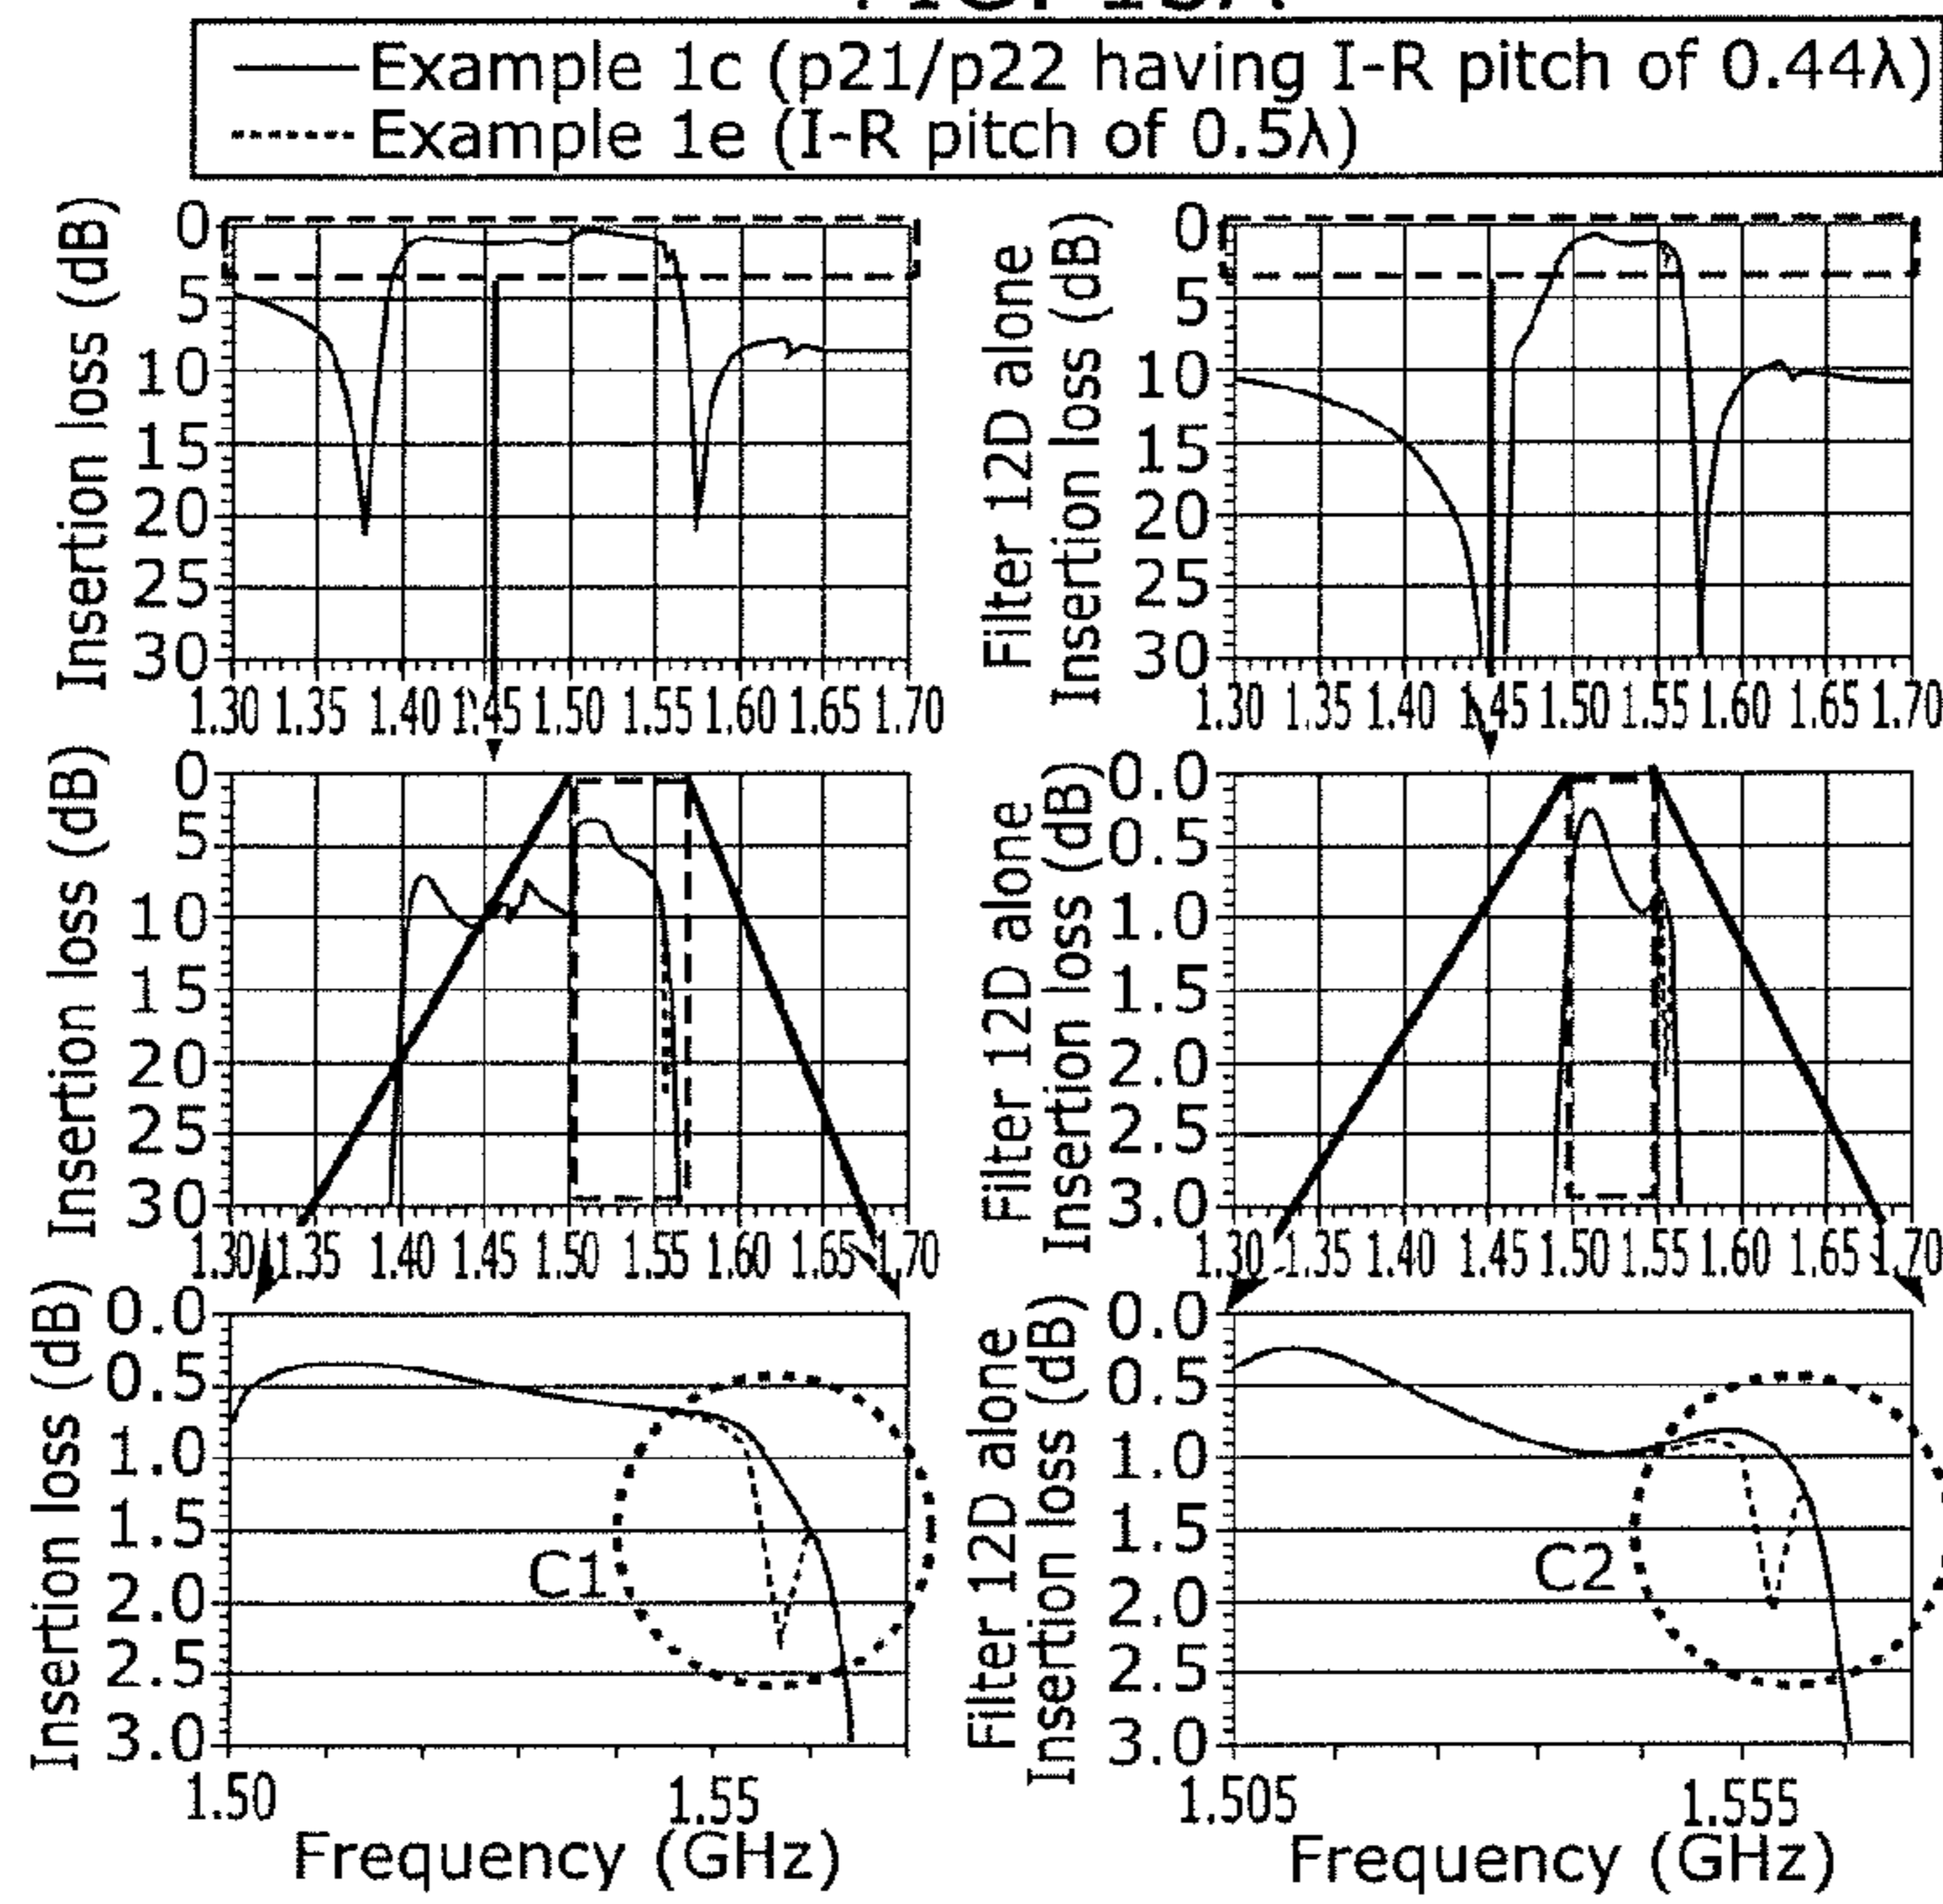 Example 1c (p21/p22 having I-R pitch of 0.44λ)
Example 1e (I-R pitch of 0.5λ)
Insertion loss (dB)
0
5
10
15
20
25
30
1.30 1.35 1.40 1.45 1.50 1.55 1.60 1.65 1.70
Filter 12D alone
Insertion loss (dB)
0
5
10
15
20
25
30
1.30 1.35 1.40 1.45 1.50 1.55 1.60 1.65 1.70
Insertion loss (dB)
0
5
10
15
20
25
30
1.30 1.35 1.40 1.45 1.50 1.55 1.60 1.65 1.70
Filter 12D alone
Insertion loss (dB)
0.0
0.5
1.0
1.5
2.0
2.5
3.0
1.30 1.35 1.40 1.45 1.50 1.55 1.60 1.65 1.70
Insertion loss (dB)
0.0
0.5
1.0
1.5
2.0
2.5
3.0
C1
1.50 1.55
Frequency (GHz)
Filter 12D alone
Insertion loss (dB)
0.0
0.5
1.0
1.5
2.0
2.5
3.0
C2
1.505 1.555
Frequency (GHz)